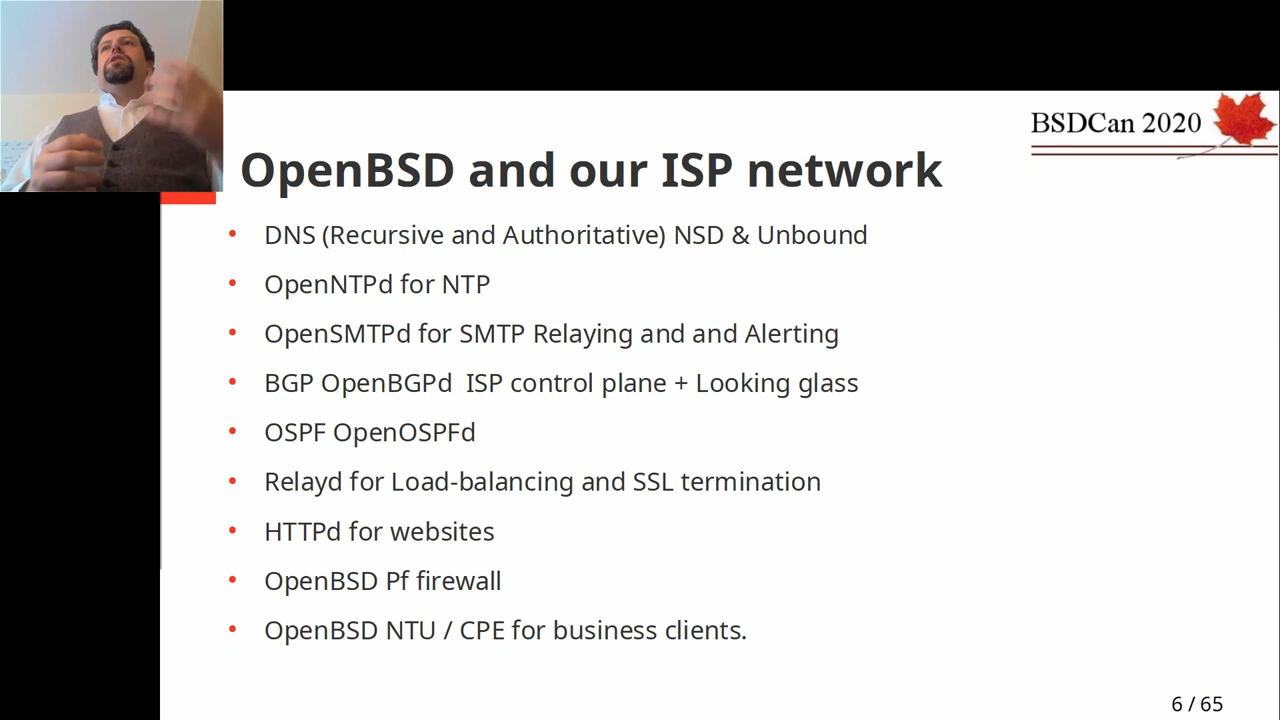 BSDCan 2020
OpenBSD and our ISP network
• DNS (Recursive and Authoritative) NSD & Unbound
• OpenNTPd for NTP
• OpenSMTPd for SMTP Relaying and and Alerting
• BGP OpenBGPd  ISP control plane + Looking glass
• OSPF OpenOSPFd
• Relayd for Load-balancing and SSL termination
• HTTPd for websites
• OpenBSD Pf firewall
• OpenBSD NTU / CPE for business clients.
6 / 65